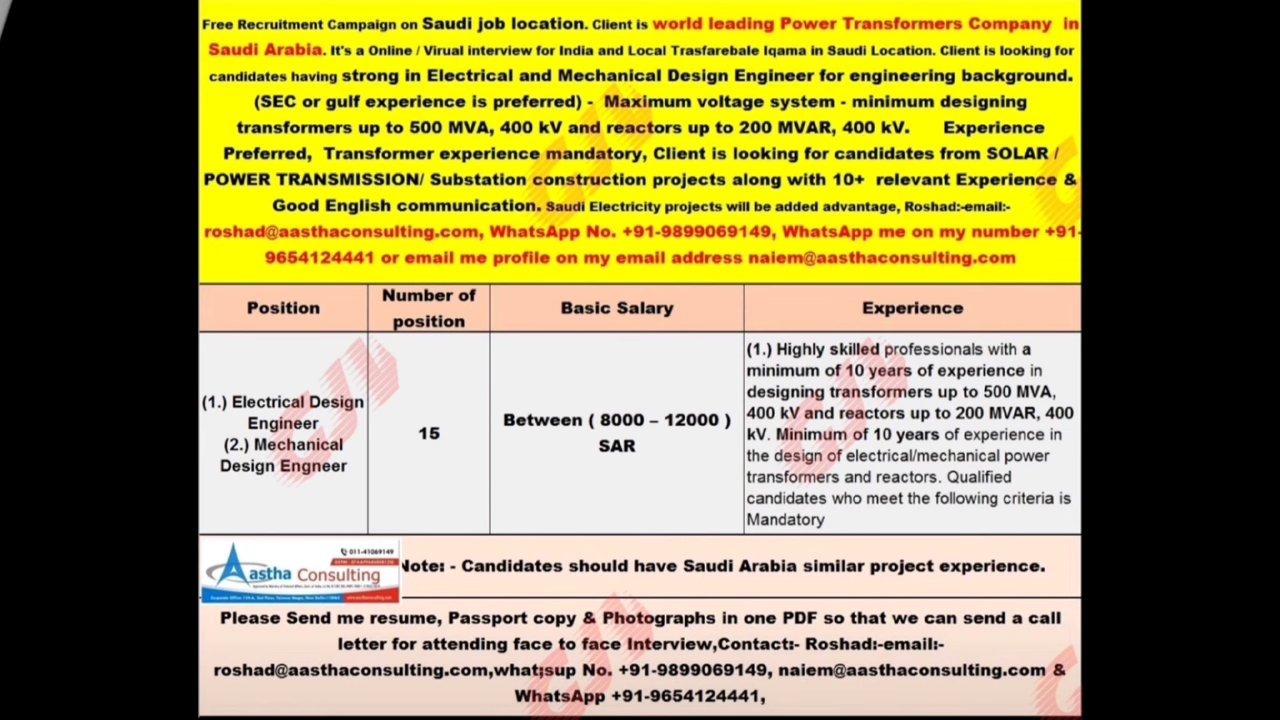 Free Recruitment Campaign on Saudi job location. Client is world leading Power Transformers Company in
Saudi Arabia. It's a Online / Virual interview for India and Local Trasfarebale Iqama in Saudi Location. Client is looking for
candidates having strong in Electrical and Mechanical Design Engineer for engineering background.
(SEC or gulf experience is preferred) - Maximum voltage system - minimum designing
transformers up to 500 MVA, 400 kV and reactors up to 200 MVAR, 400 kV. Experience
Preferred, Transformer experience mandatory, Client is looking for candidates from SOLAR /
POWER TRANSMISSION/ Substation construction projects along with 10+ relevant Experience &
Good English communication. Saudi Electricity projects will be added advantage, Roshad:-email:-
roshad@aasthaconsulting.com, WhatsApp No. +91-9899069149, WhatsApp me on my number +91-
9654124441 or email me profile on my email address naiem@aasthaconsulting.com
Position
Number of
position
Basic Salary
Experience
(1.) Electrical Design
Engineer
(2.) Mechanical
Design Engneer
15
Between ( 8000 – 12000 )
SAR
(1.) Highly skilled professionals with a
minimum of 10 years of experience in
designing transformers up to 500 MVA,
400 kV and reactors up to 200 MVAR, 400
kV. Minimum of 10 years of experience in
the design of electrical/mechanical power
transformers and reactors. Qualified
candidates who meet the following criteria is
Mandatory
011-41069149
Aastha Consulting
Note: - Candidates should have Saudi Arabia similar project experience.
Please Send me resume, Passport copy & Photographs in one PDF so that we can send a call
letter for attending face to face Interview,Contact:- Roshad:-email:-
roshad@aasthaconsulting.com,what;sup No. +91-9899069149, naiem@aasthaconsulting.com &
WhatsApp +91-9654124441,